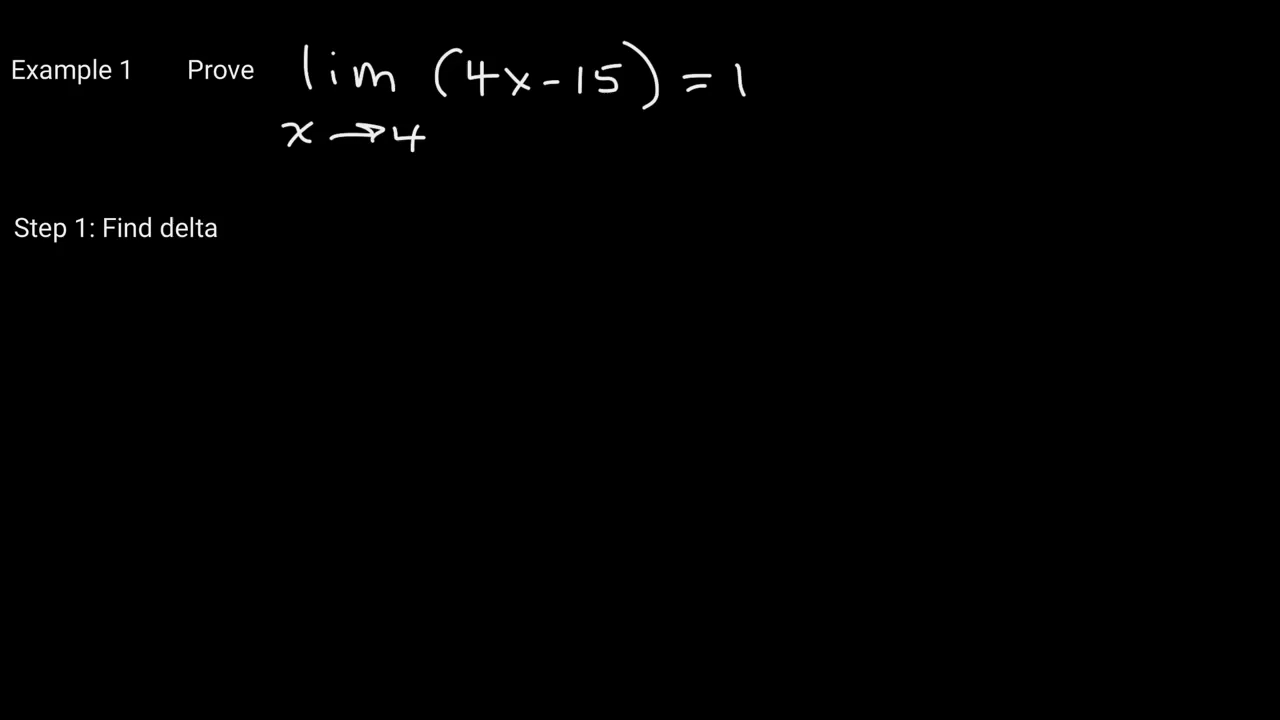 Example 1 Prove lim (4x-15) = 1
x → 4
Step 1: Find delta